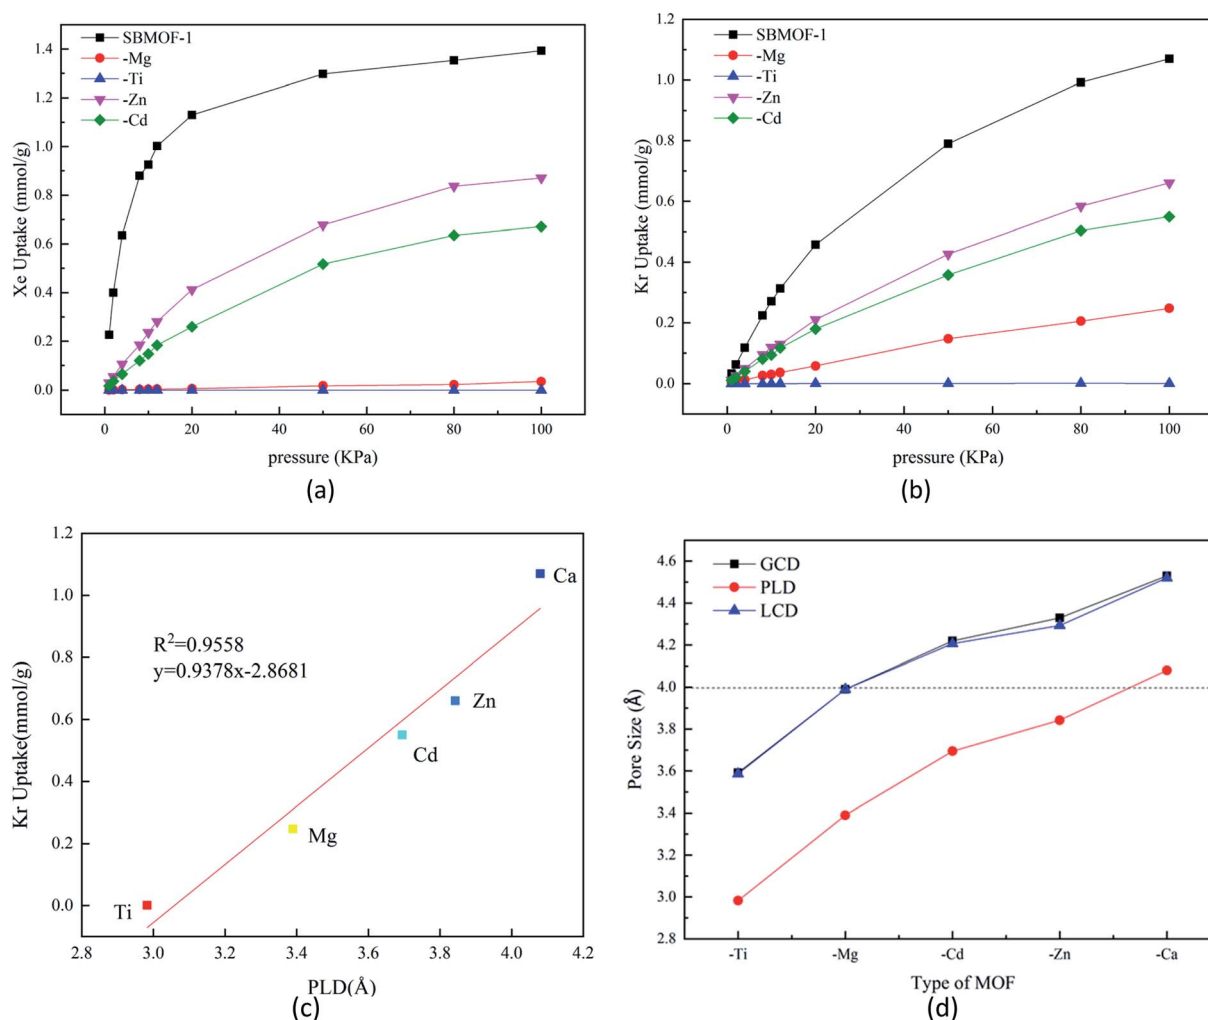 SBMOF-1
-Mg
-Ti
-Zn
-Cd
1.4
1.2
1.0
0.8
0.6
0.4
0.2
0.0
Xe Uptake (mmol/g)
0 20 40 60 80 100
pressure (KPa)
(a)
SBMOF-1
-Mg
-Ti
-Zn
-Cd
1.2
1.0
0.8
0.6
0.4
0.2
0.0
Kr Uptake (mmol/g)
0 20 40 60 80 100
pressure (KPa)
(b)
1.2
1.0
0.8
0.6
0.4
0.2
0.0
Kr Uptake(mmol/g)
R²=0.9558
y=0.9378x-2.8681
Ca
Zn
Cd
Mg
Ti
2.8 3.0 3.2 3.4 3.6 3.8 4.0 4.2
PLD(Å)
(c)
GCD
PLD
LCD
4.6
4.4
4.2
4.0
3.8
3.6
3.4
3.2
3.0
2.8
Pore Size (Å)
-Ti -Mg -Cd -Zn -Ca
Type of MOF
(d)